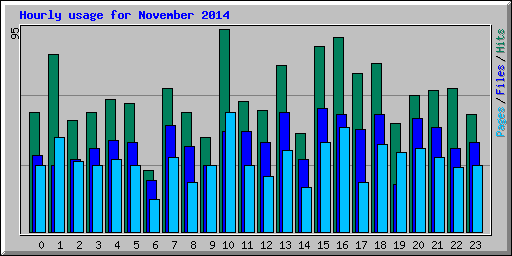 Hourly usage for November 2014
95
Pages / Files / Hits
0 1 2 3 4 5 6 7 8 9 10 11 12 13 14 15 16 17 18 19 20 21 22 23